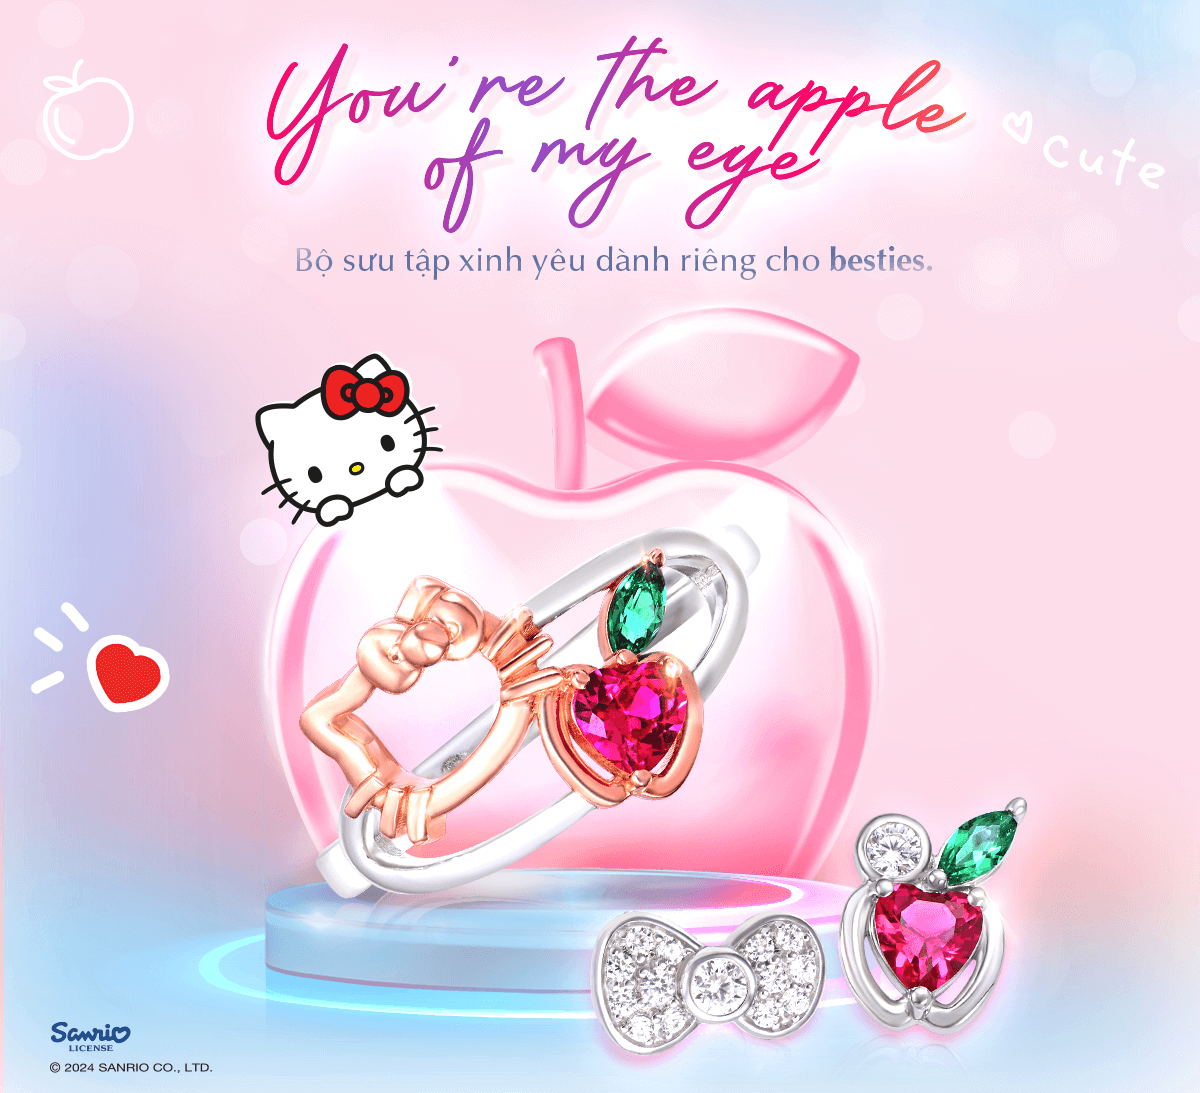 You're the apple
of my eye
cute
Bộ sưu tập xinh yêu dành riêng cho besties.
Sanrio
LICENSE
© 2024 SANRIO CO., LTD.